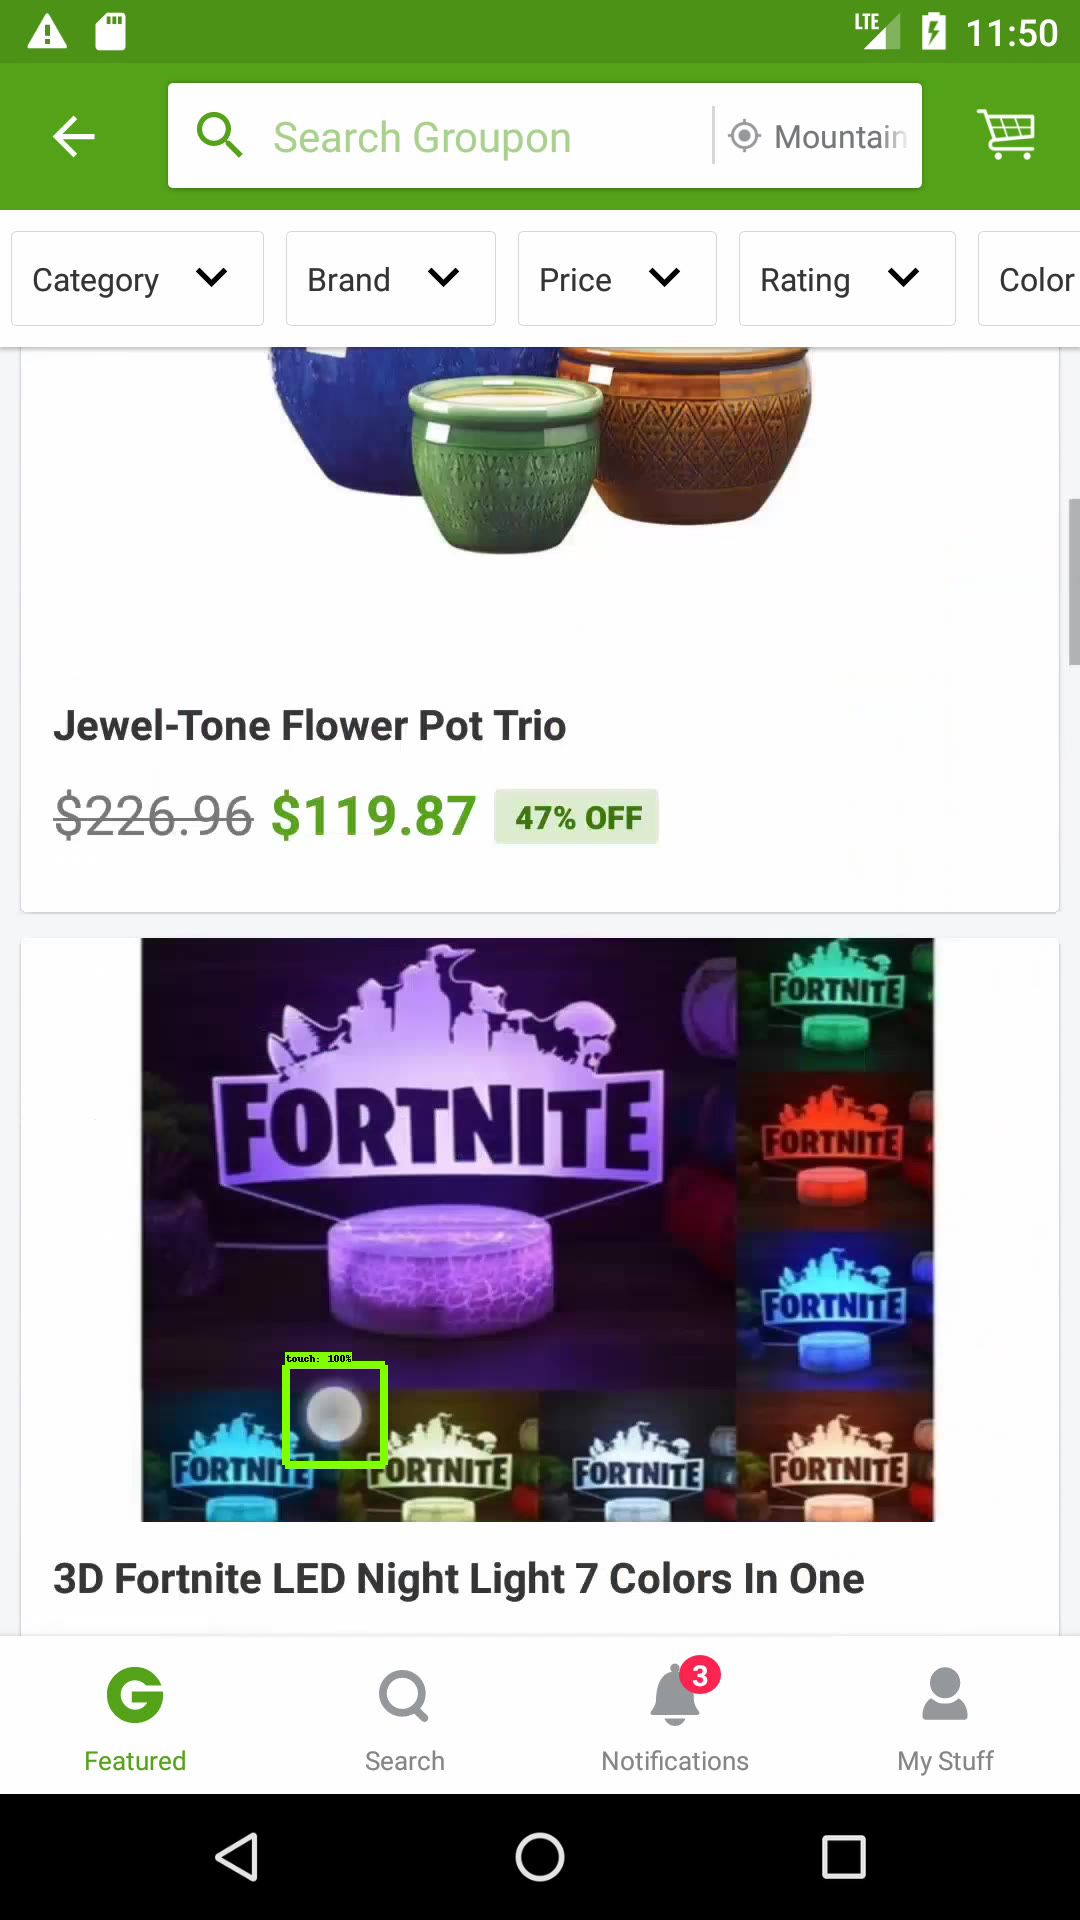 LTE 11:50
Search Groupon Mountain
Category Brand Price Rating Color
Jewel-Tone Flower Pot Trio
$226.96 $119.87 47% OFF
FORTNITE
FORTNITE
FORTNITE
FORTNITE
touch: 100%
FORTNITE FORTNITE FORTNITE FORTNITE
3D Fortnite LED Night Light 7 Colors In One
G 3
Featured Search Notifications My Stuff